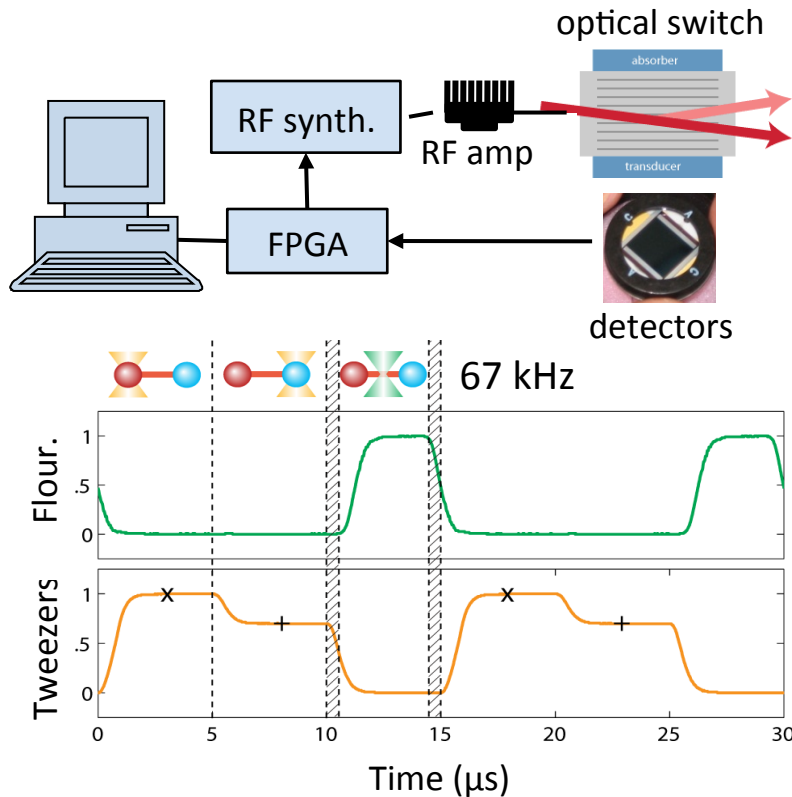 optical switch
absorber
RF synth.
RF amp
transducer
FPGA
C A
A C
detectors
67 kHz
Flour.
1
.5
0
Tweezers
1
.5
0
x + x +
0 5 10 15 20 25 30
Time (μs)